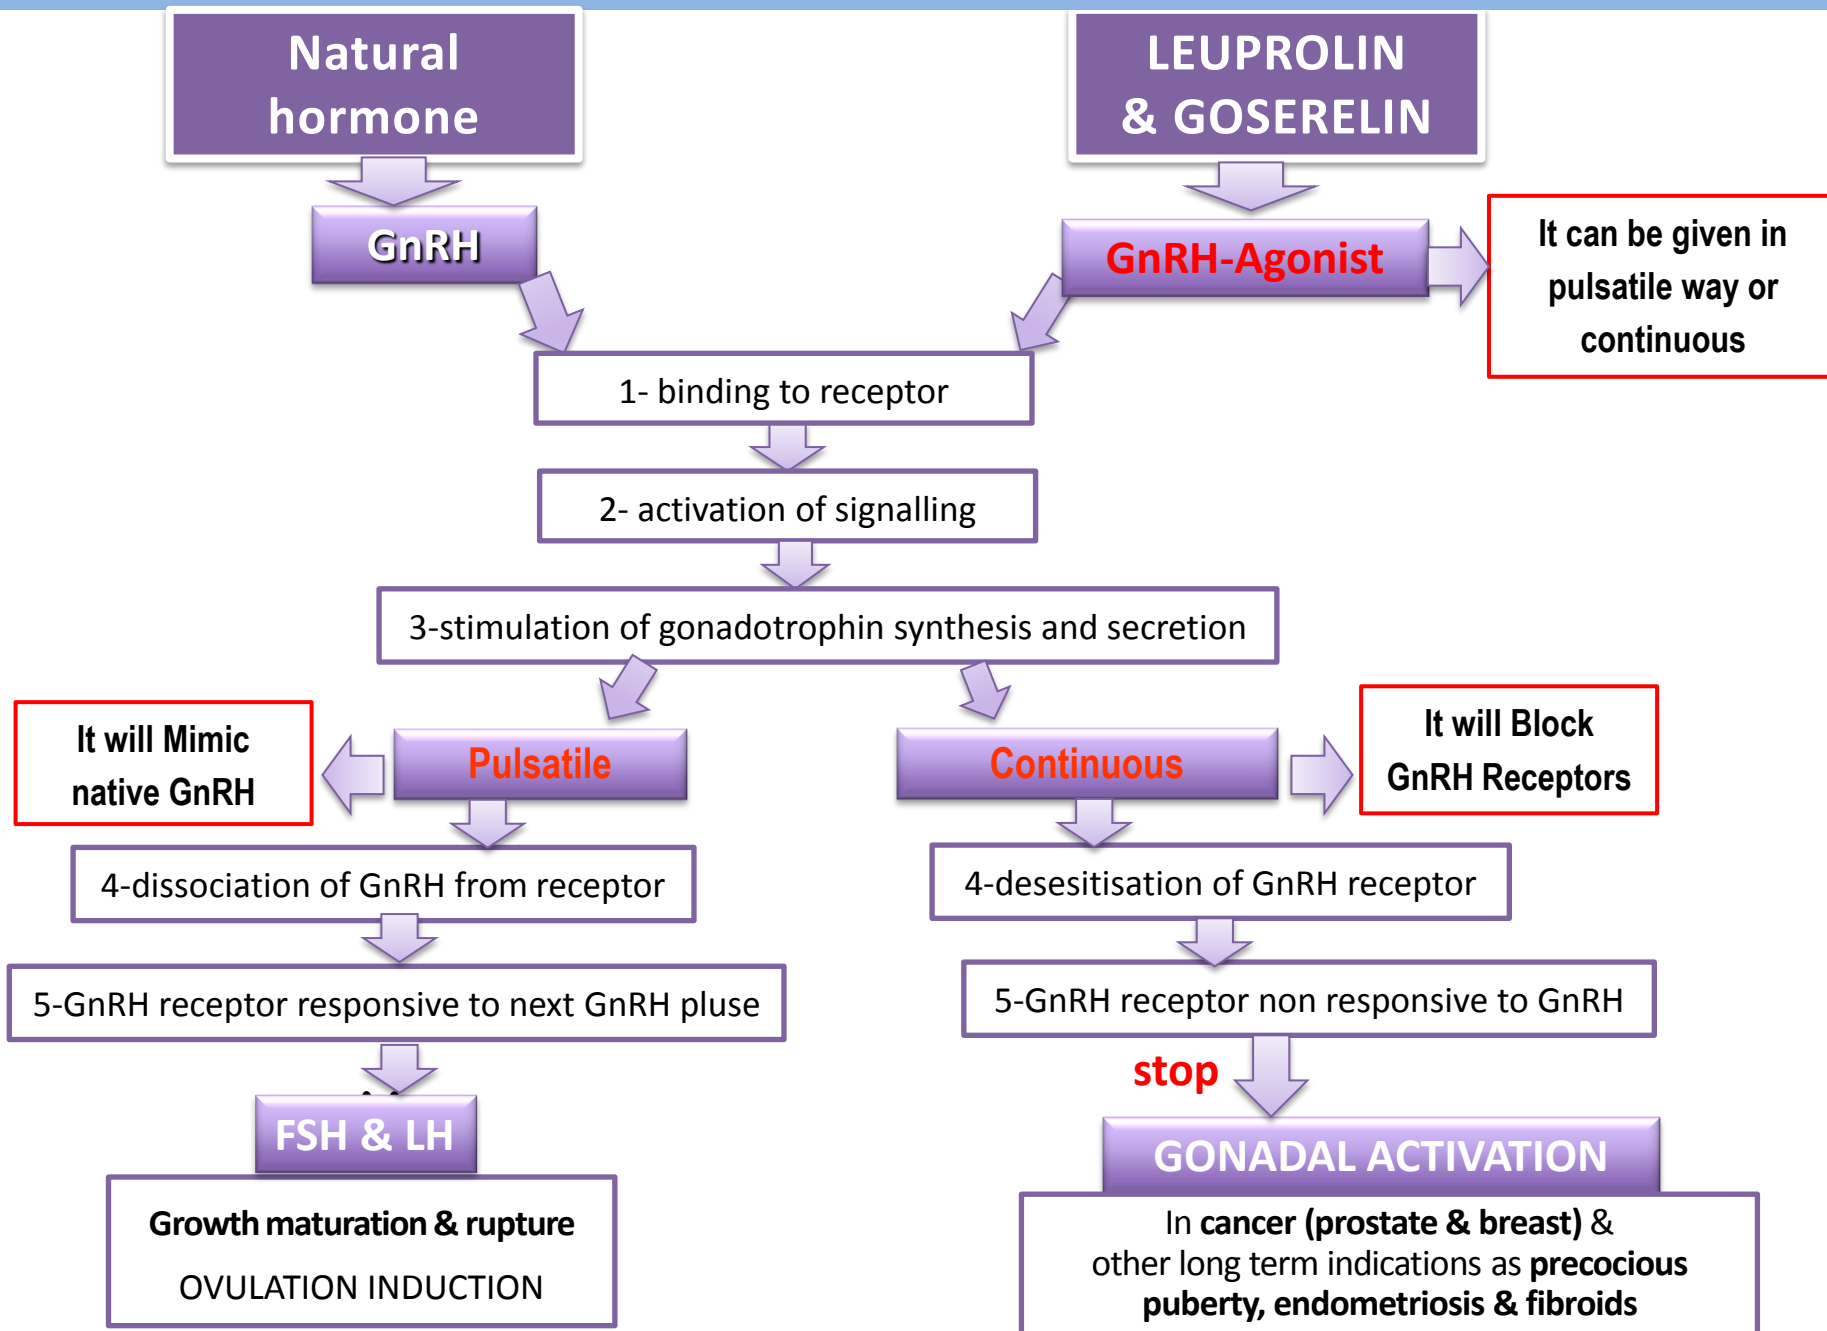 Natural
hormone
LEUPROLIN
& GOSERELIN
GnRH
GnRH-Agonist
It can be given in
pulsatile way or
continuous
1- binding to receptor
2- activation of signalling
3-stimulation of gonadotrophin synthesis and secretion
It will Mimic
native GnRH
Pulsatile
Continuous
It will Block
GnRH Receptors
4-dissociation of GnRH from receptor
4-desesitisation of GnRH receptor
5-GnRH receptor responsive to next GnRH pluse
5-GnRH receptor non responsive to GnRH
stop
FSH & LH
GONADAL ACTIVATION
Growth maturation & rupture
OVULATION INDUCTION
In cancer (prostate & breast) &
other long term indications as precocious
puberty, endometriosis & fibroids